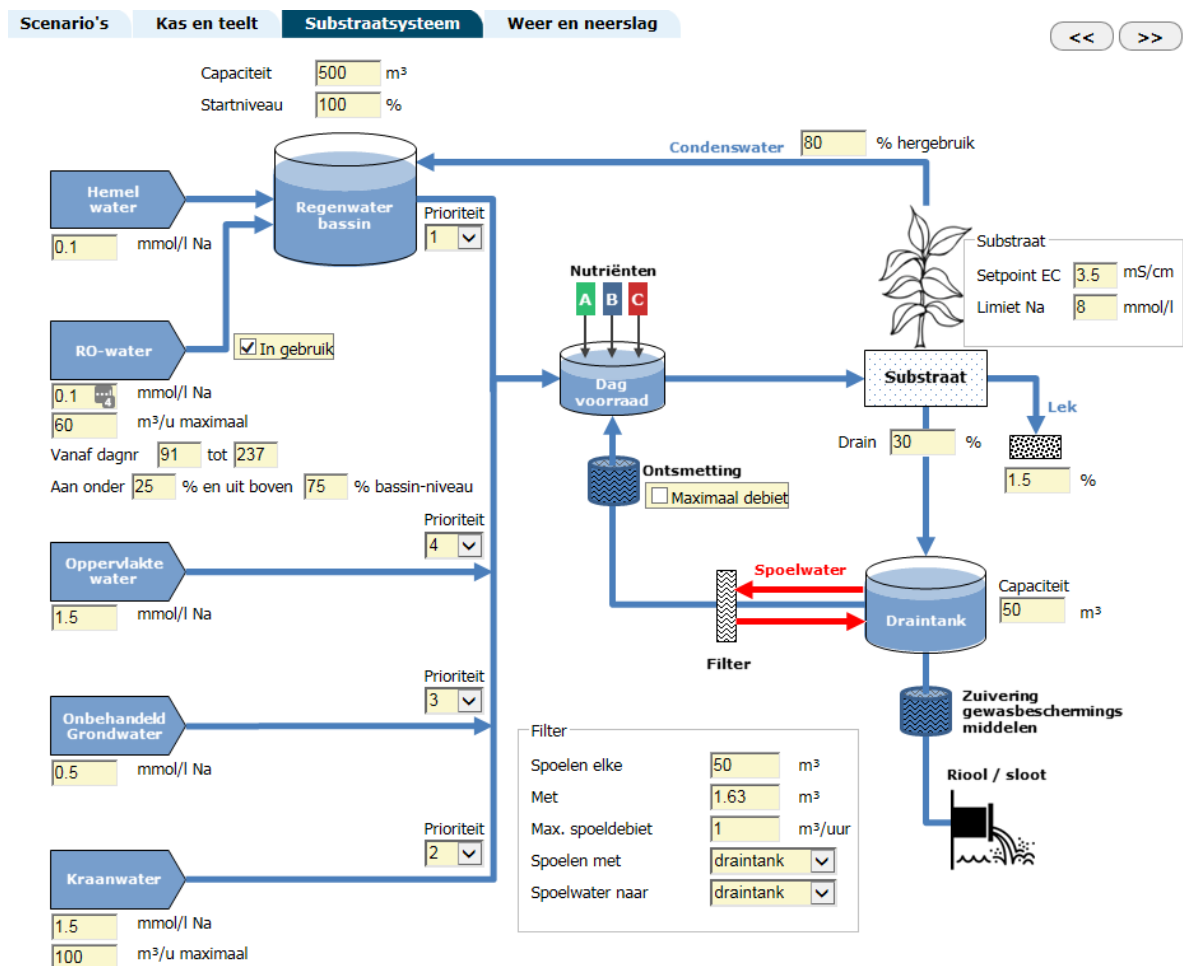 Scenario's Kas en teelt Substraatsysteem Weer en neerslag
<< >>
Capaciteit 500 m³
Startniveau 100 %
Condenswater 80 % hergebruik
Hemel
water
0.1 mmol/l Na
Regenwater
bassin
Prioriteit
1
Substraat
Setpoint EC 3.5 mS/cm
Limiet Na 8 mmol/l
Nutriënten
A B C
RO-water
In gebruik
0.1 mmol/l Na
60 m³/u maximaal
Vanaf dagnr 91 tot 237
Aan onder 25 % en uit boven 75 % bassin-niveau
Dag
voorraad
Substraat
Lek
1.5 %
Drain 30 %
Ontsmetting
Maximaal debiet
Prioriteit
4
Oppervlakte
water
1.5 mmol/l Na
Spoelwater
Filter
Draintank
Capaciteit
50 m³
Prioriteit
3
Onbehandeld
Grondwater
0.5 mmol/l Na
Zuivering
gewasbeschermings
middelen
Riool / sloot
Filter
Spoelen elke 50 m³
Met 1.63 m³
Max. spoeldebiet 1 m³/uur
Spoelen met draintank
Spoelwater naar draintank
Prioriteit
2
Kraanwater
1.5 mmol/l Na
100 m³/u maximaal